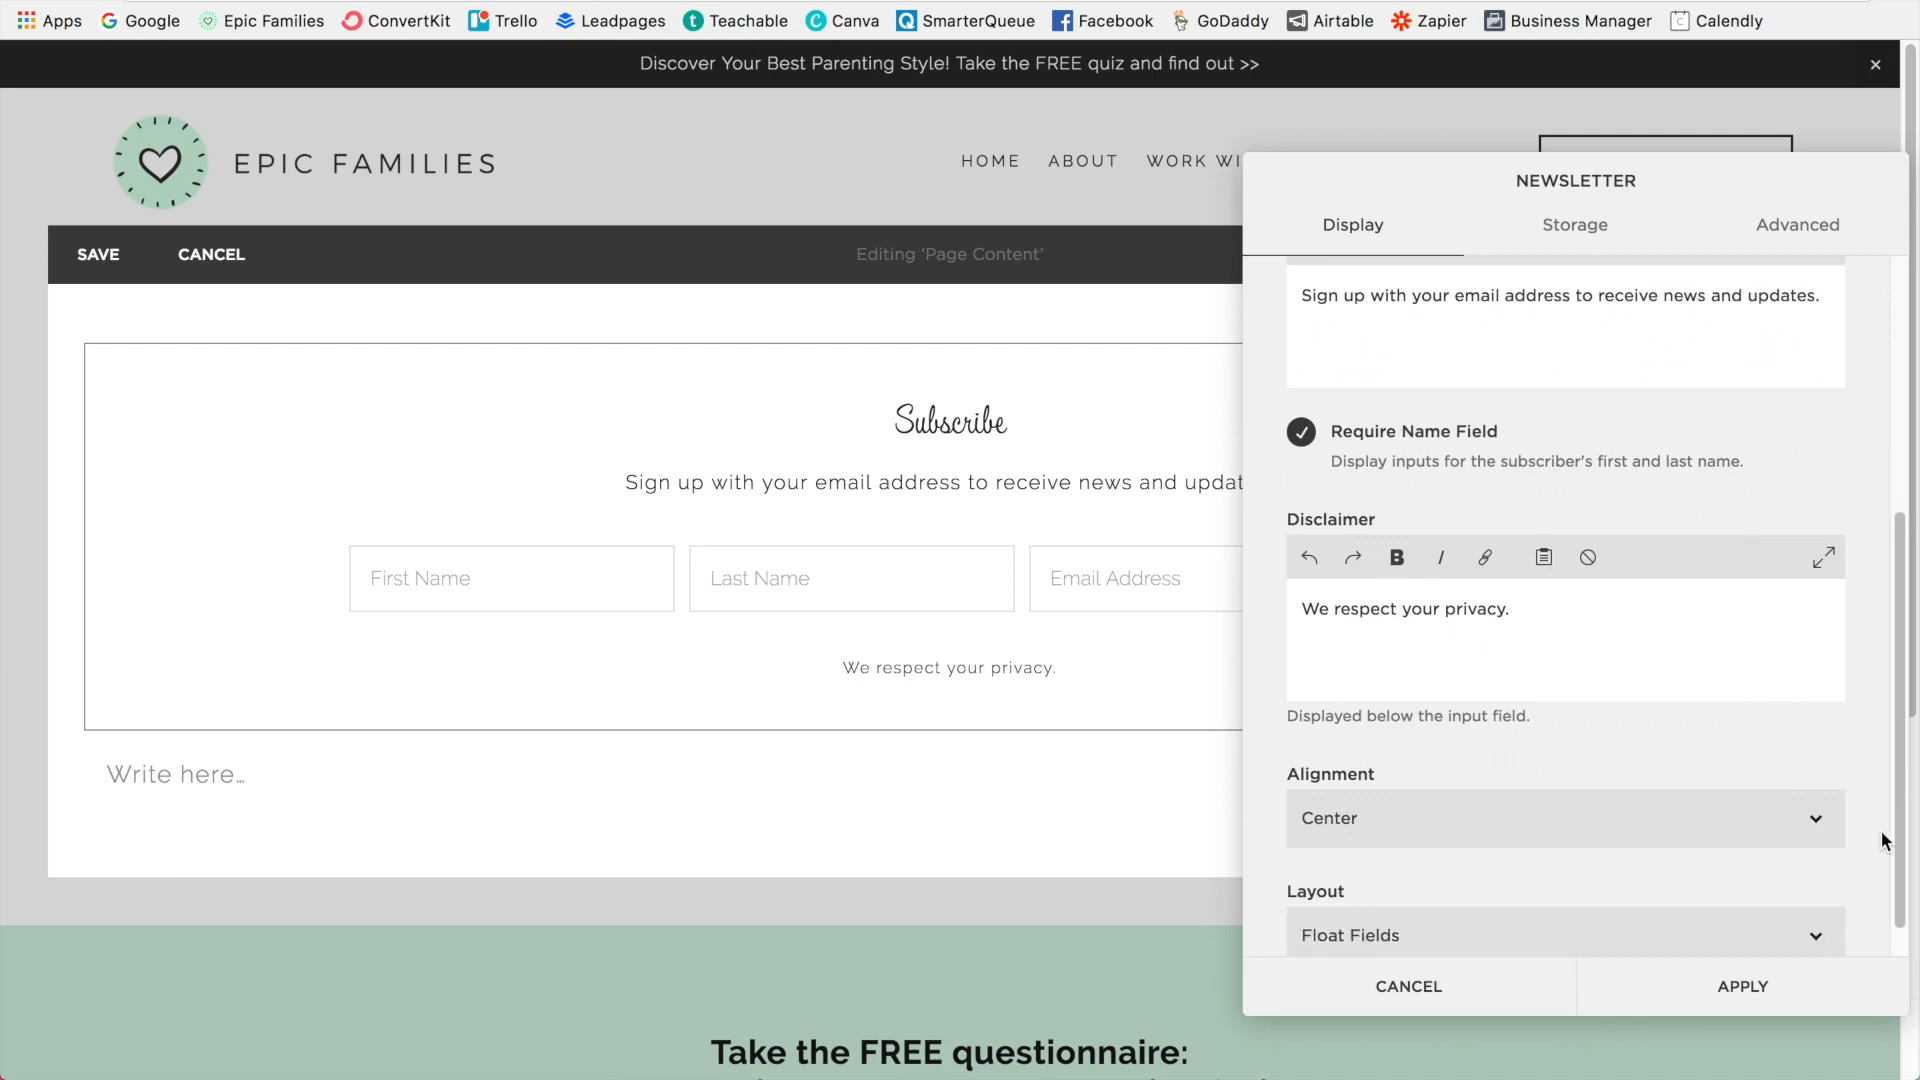 Apps Google Epic Families ConvertKit Trello Leadpages Teachable Canva SmarterQueue Facebook GoDaddy Airtable Zapier Business Manager Calendly
Discover Your Best Parenting Style! Take the FREE quiz and find out >>
EPIC FAMILIES
HOME ABOUT WORK WI
SAVE CANCEL Editing 'Page Content'
Subscribe
Sign up with your email address to receive news and updat
First Name Last Name Email Address
We respect your privacy.
Write here...
Take the FREE questionnaire:
NEWSLETTER
Display Storage Advanced
Sign up with your email address to receive news and updates.
Require Name Field
Display inputs for the subscriber's first and last name.
Disclaimer
B I
We respect your privacy.
Displayed below the input field.
Alignment
Center
Layout
Float Fields
CANCEL APPLY